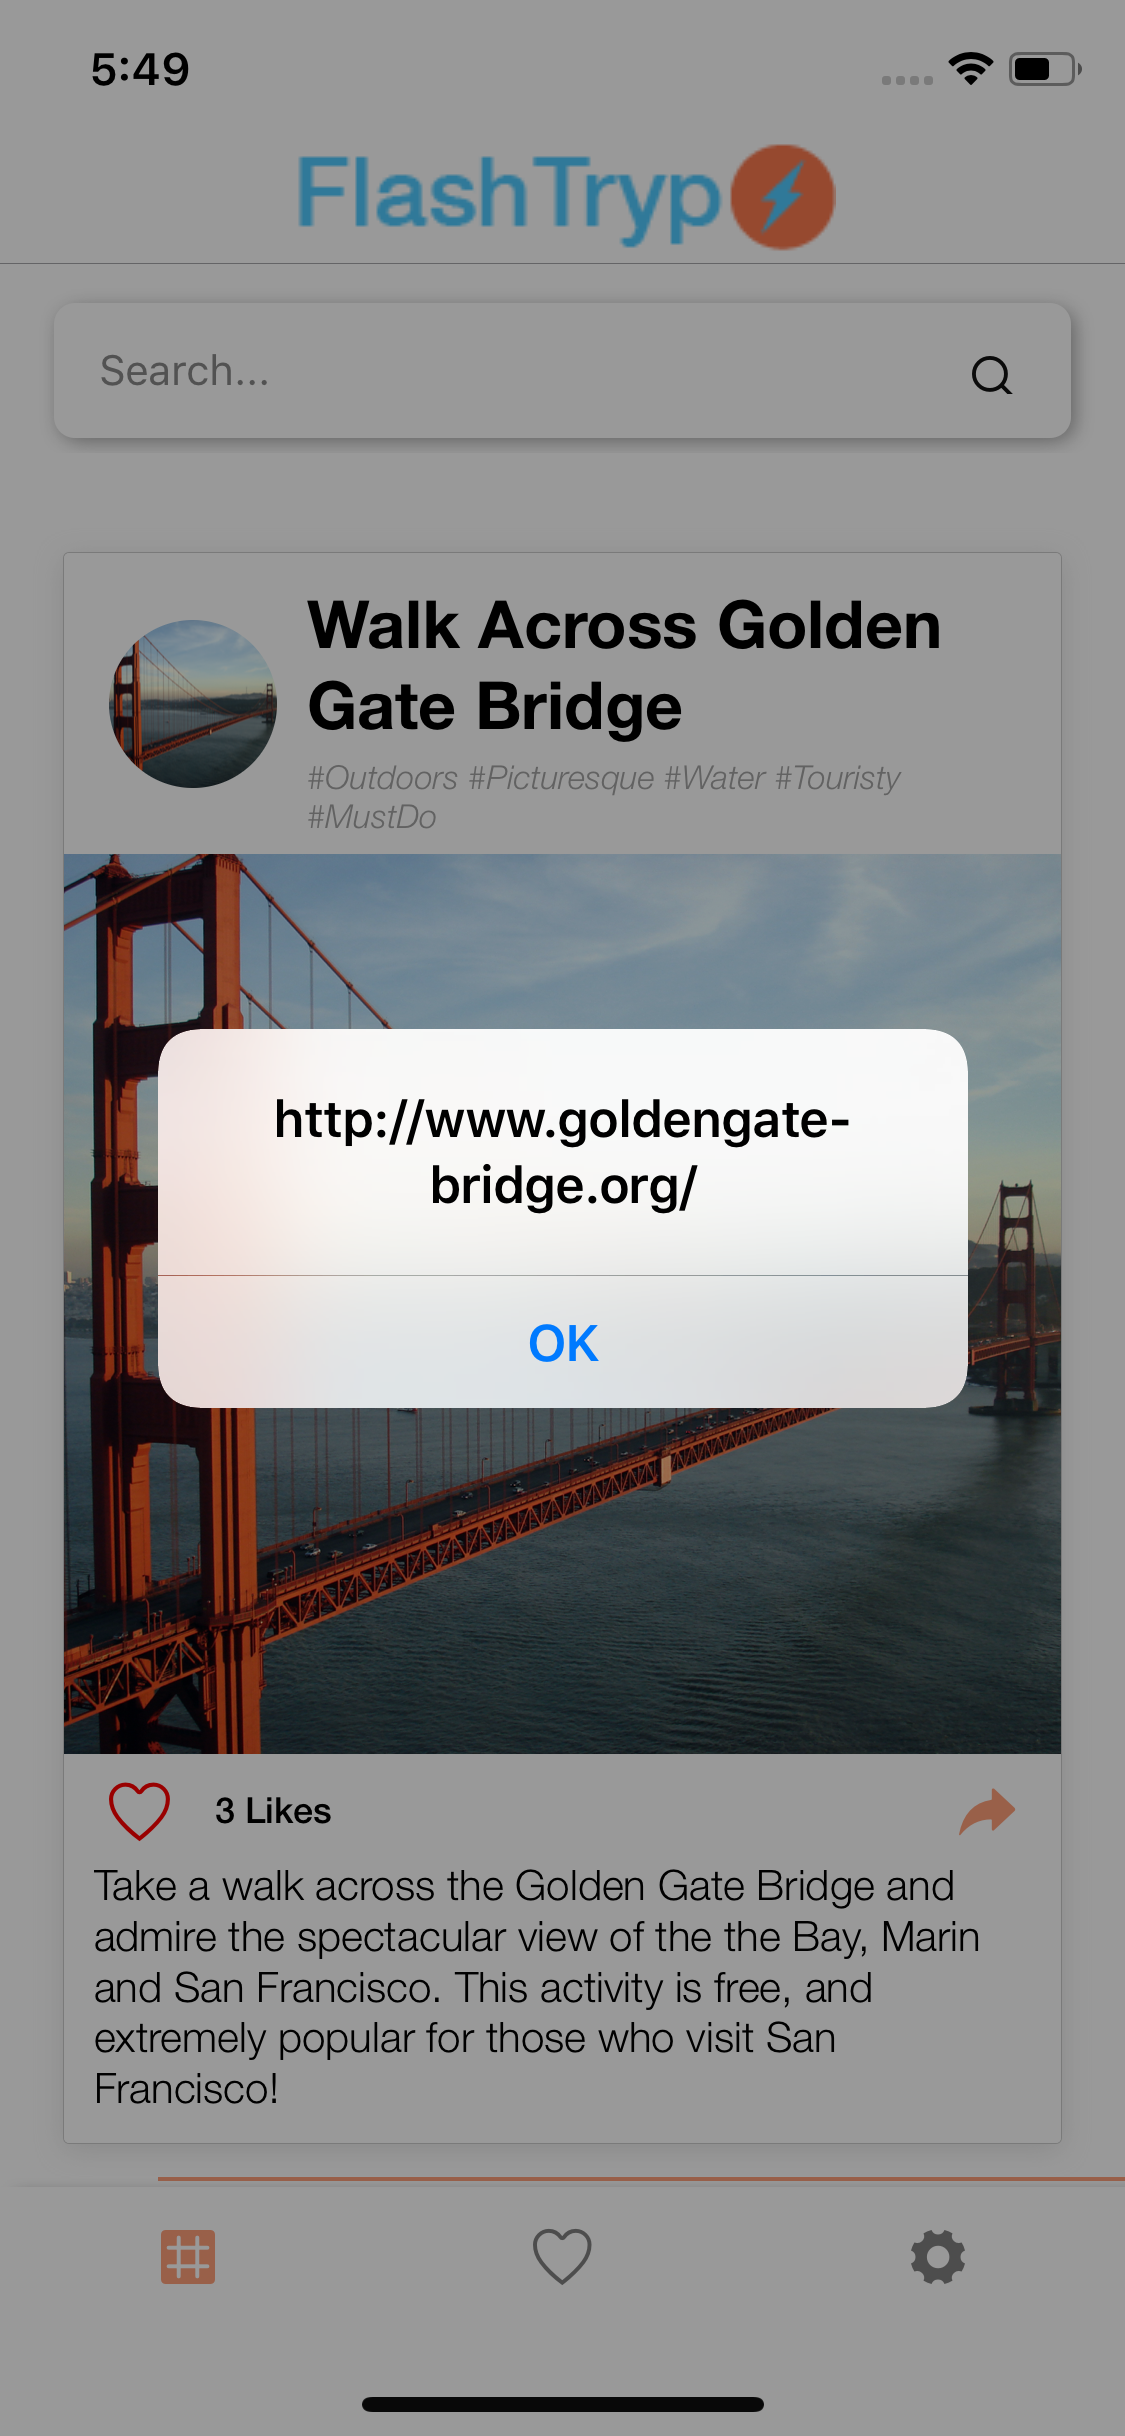 5:49
FlashTryp
Search...
Walk Across Golden
Gate Bridge
#Outdoors #Picturesque #Water #Touristy
#MustDo
http://www.goldengate-
bridge.org/
OK
3 Likes
Take a walk across the Golden Gate Bridge and
admire the spectacular view of the the Bay, Marin
and San Francisco. This activity is free, and
extremely popular for those who visit San
Francisco!